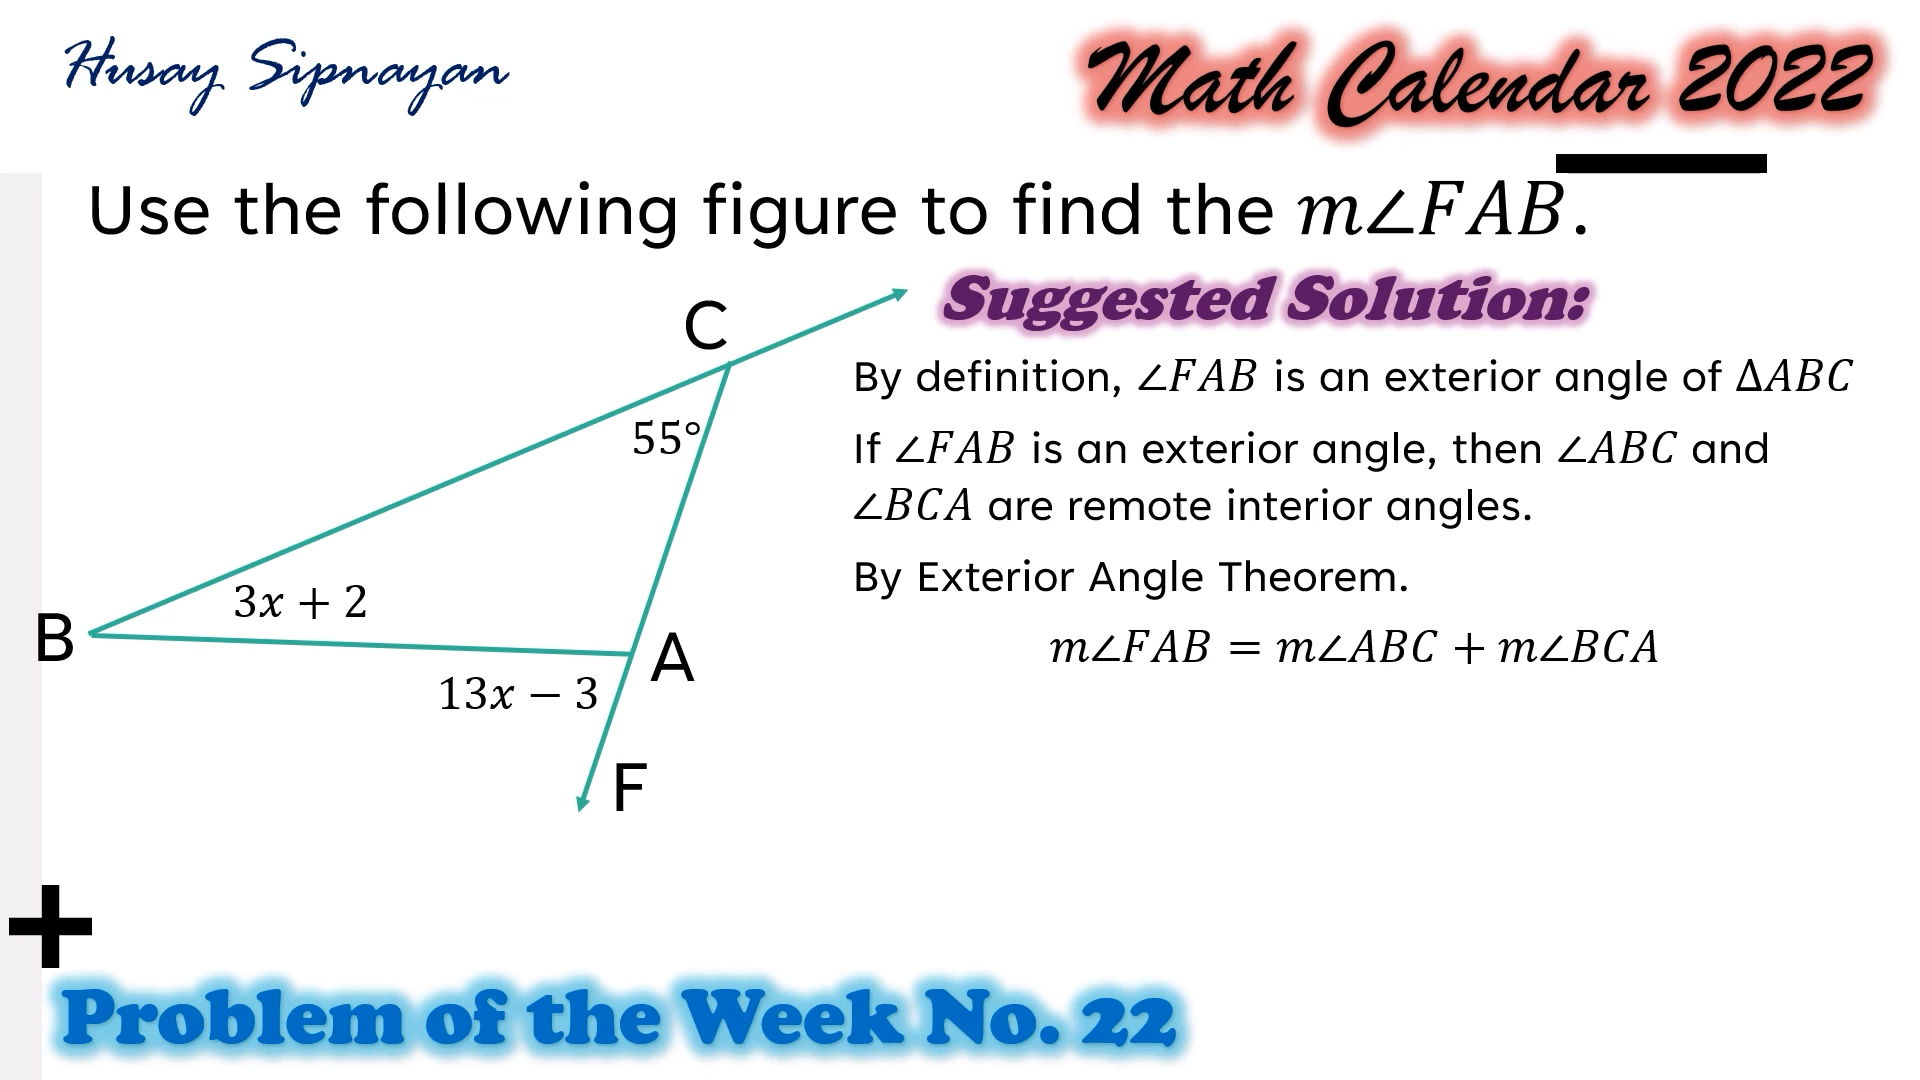 Husay Sipnayan
Math Calendar 2022
Use the following figure to find the m∠FAB.
Suggested Solution:
C
55°
3x + 2
B
A
13x − 3
F
By definition, ∠FAB is an exterior angle of ΔABC
If ∠FAB is an exterior angle, then ∠ABC and
∠BCA are remote interior angles.
By Exterior Angle Theorem.
m∠FAB = m∠ABC + m∠BCA
Problem of the Week No. 22